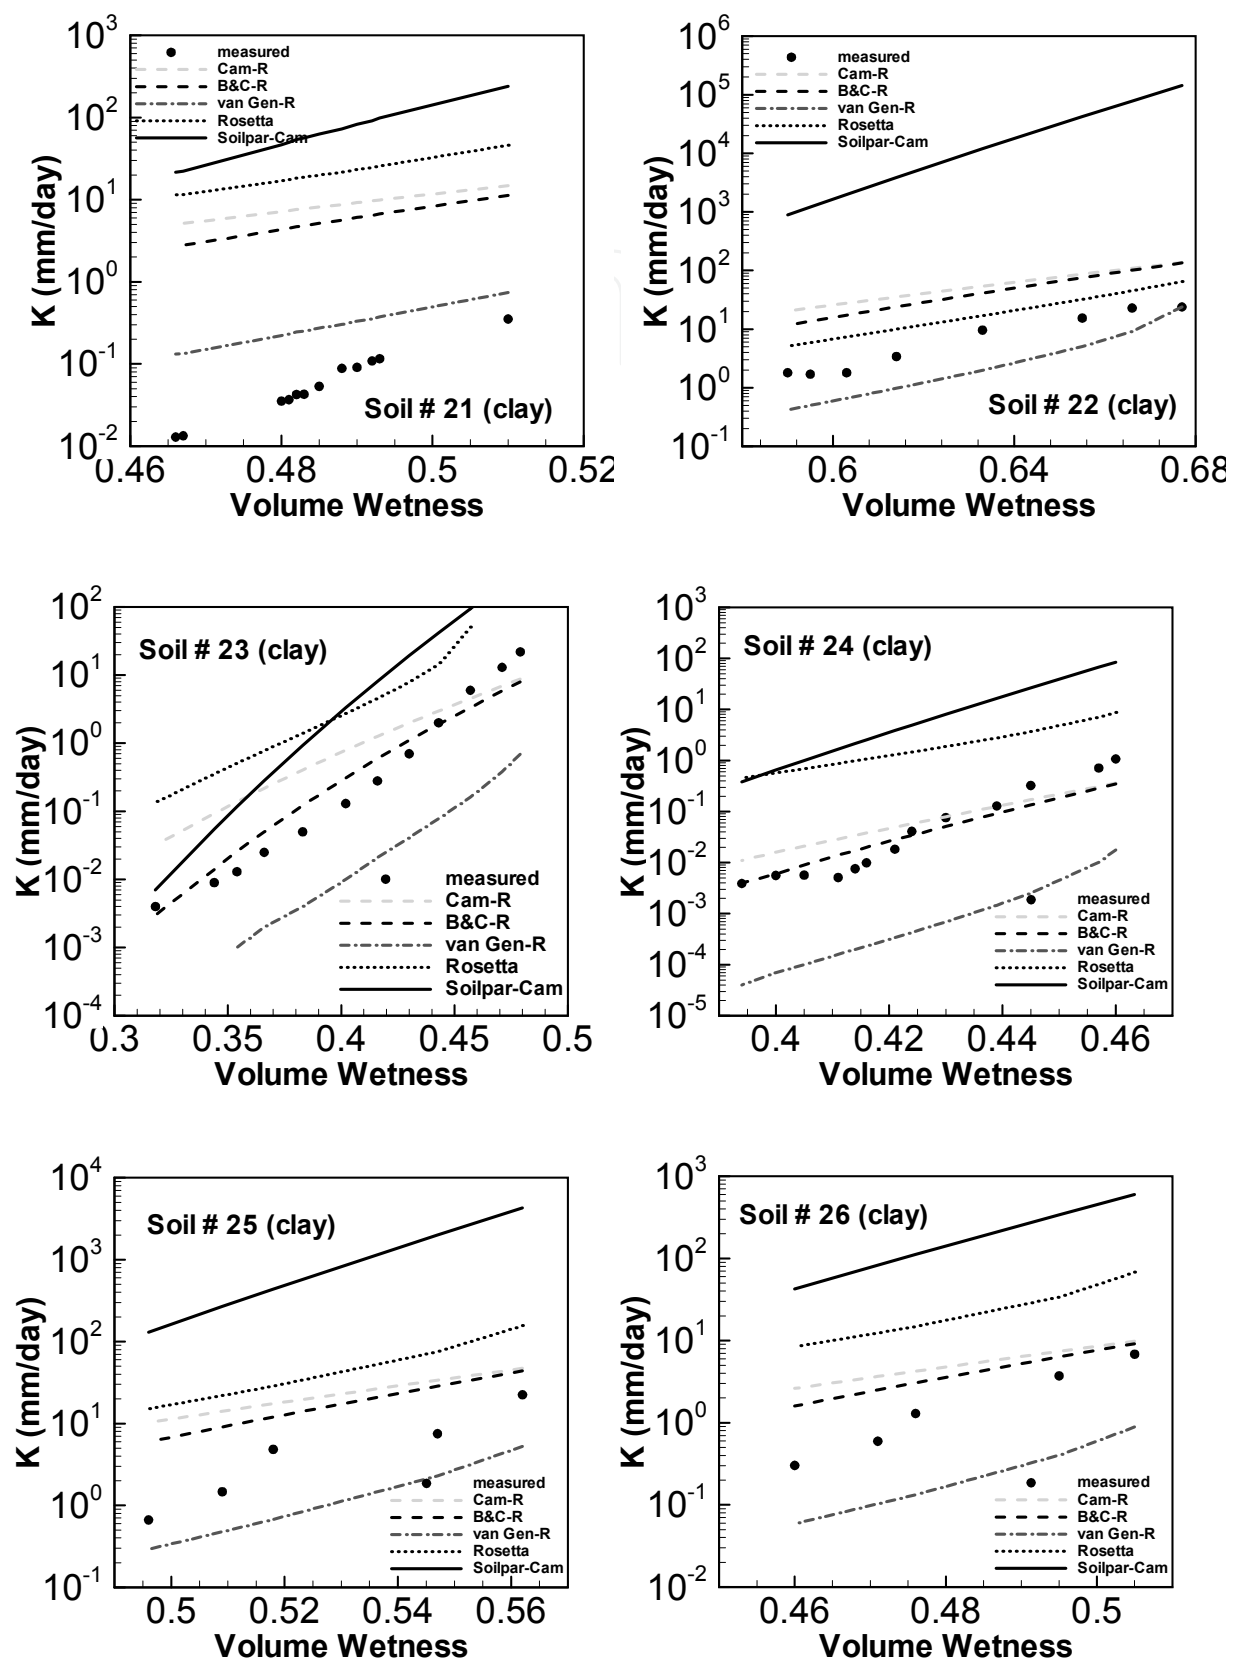 10^3
10^2
10^1
10^0
10^-1
10^-2
K (mm/day)
measured
Cam-R
B&C-R
van Gen-R
Rosetta
Soilpar-Cam
Soil # 21 (clay)
0.46 0.48 0.5 0.52
Volume Wetness
10^6
10^5
10^4
10^3
10^2
10^1
10^0
10^-1
K (mm/day)
measured
Cam-R
B&C-R
van Gen-R
Rosetta
Soilpar-Cam
Soil # 22 (clay)
0.6 0.64 0.68
Volume Wetness
10^2
10^1
10^0
10^-1
10^-2
10^-3
10^-4
K (mm/day)
Soil # 23 (clay)
measured
Cam-R
B&C-R
van Gen-R
Rosetta
Soilpar-Cam
0.3 0.35 0.4 0.45 0.5
Volume Wetness
10^3
10^2
10^1
10^0
10^-1
10^-2
10^-3
10^-4
10^-5
K (mm/day)
Soil # 24 (clay)
measured
Cam-R
B&C-R
van Gen-R
Rosetta
Soilpar-Cam
0.4 0.42 0.44 0.46
Volume Wetness
10^4
10^3
10^2
10^1
10^0
10^-1
K (mm/day)
Soil # 25 (clay)
measured
Cam-R
B&C-R
van Gen-R
Rosetta
Soilpar-Cam
0.5 0.52 0.54 0.56
Volume Wetness
10^3
10^2
10^1
10^0
10^-1
10^-2
K (mm/day)
Soil # 26 (clay)
measured
Cam-R
B&C-R
van Gen-R
Rosetta
Soilpar-Cam
0.46 0.48 0.5
Volume Wetness